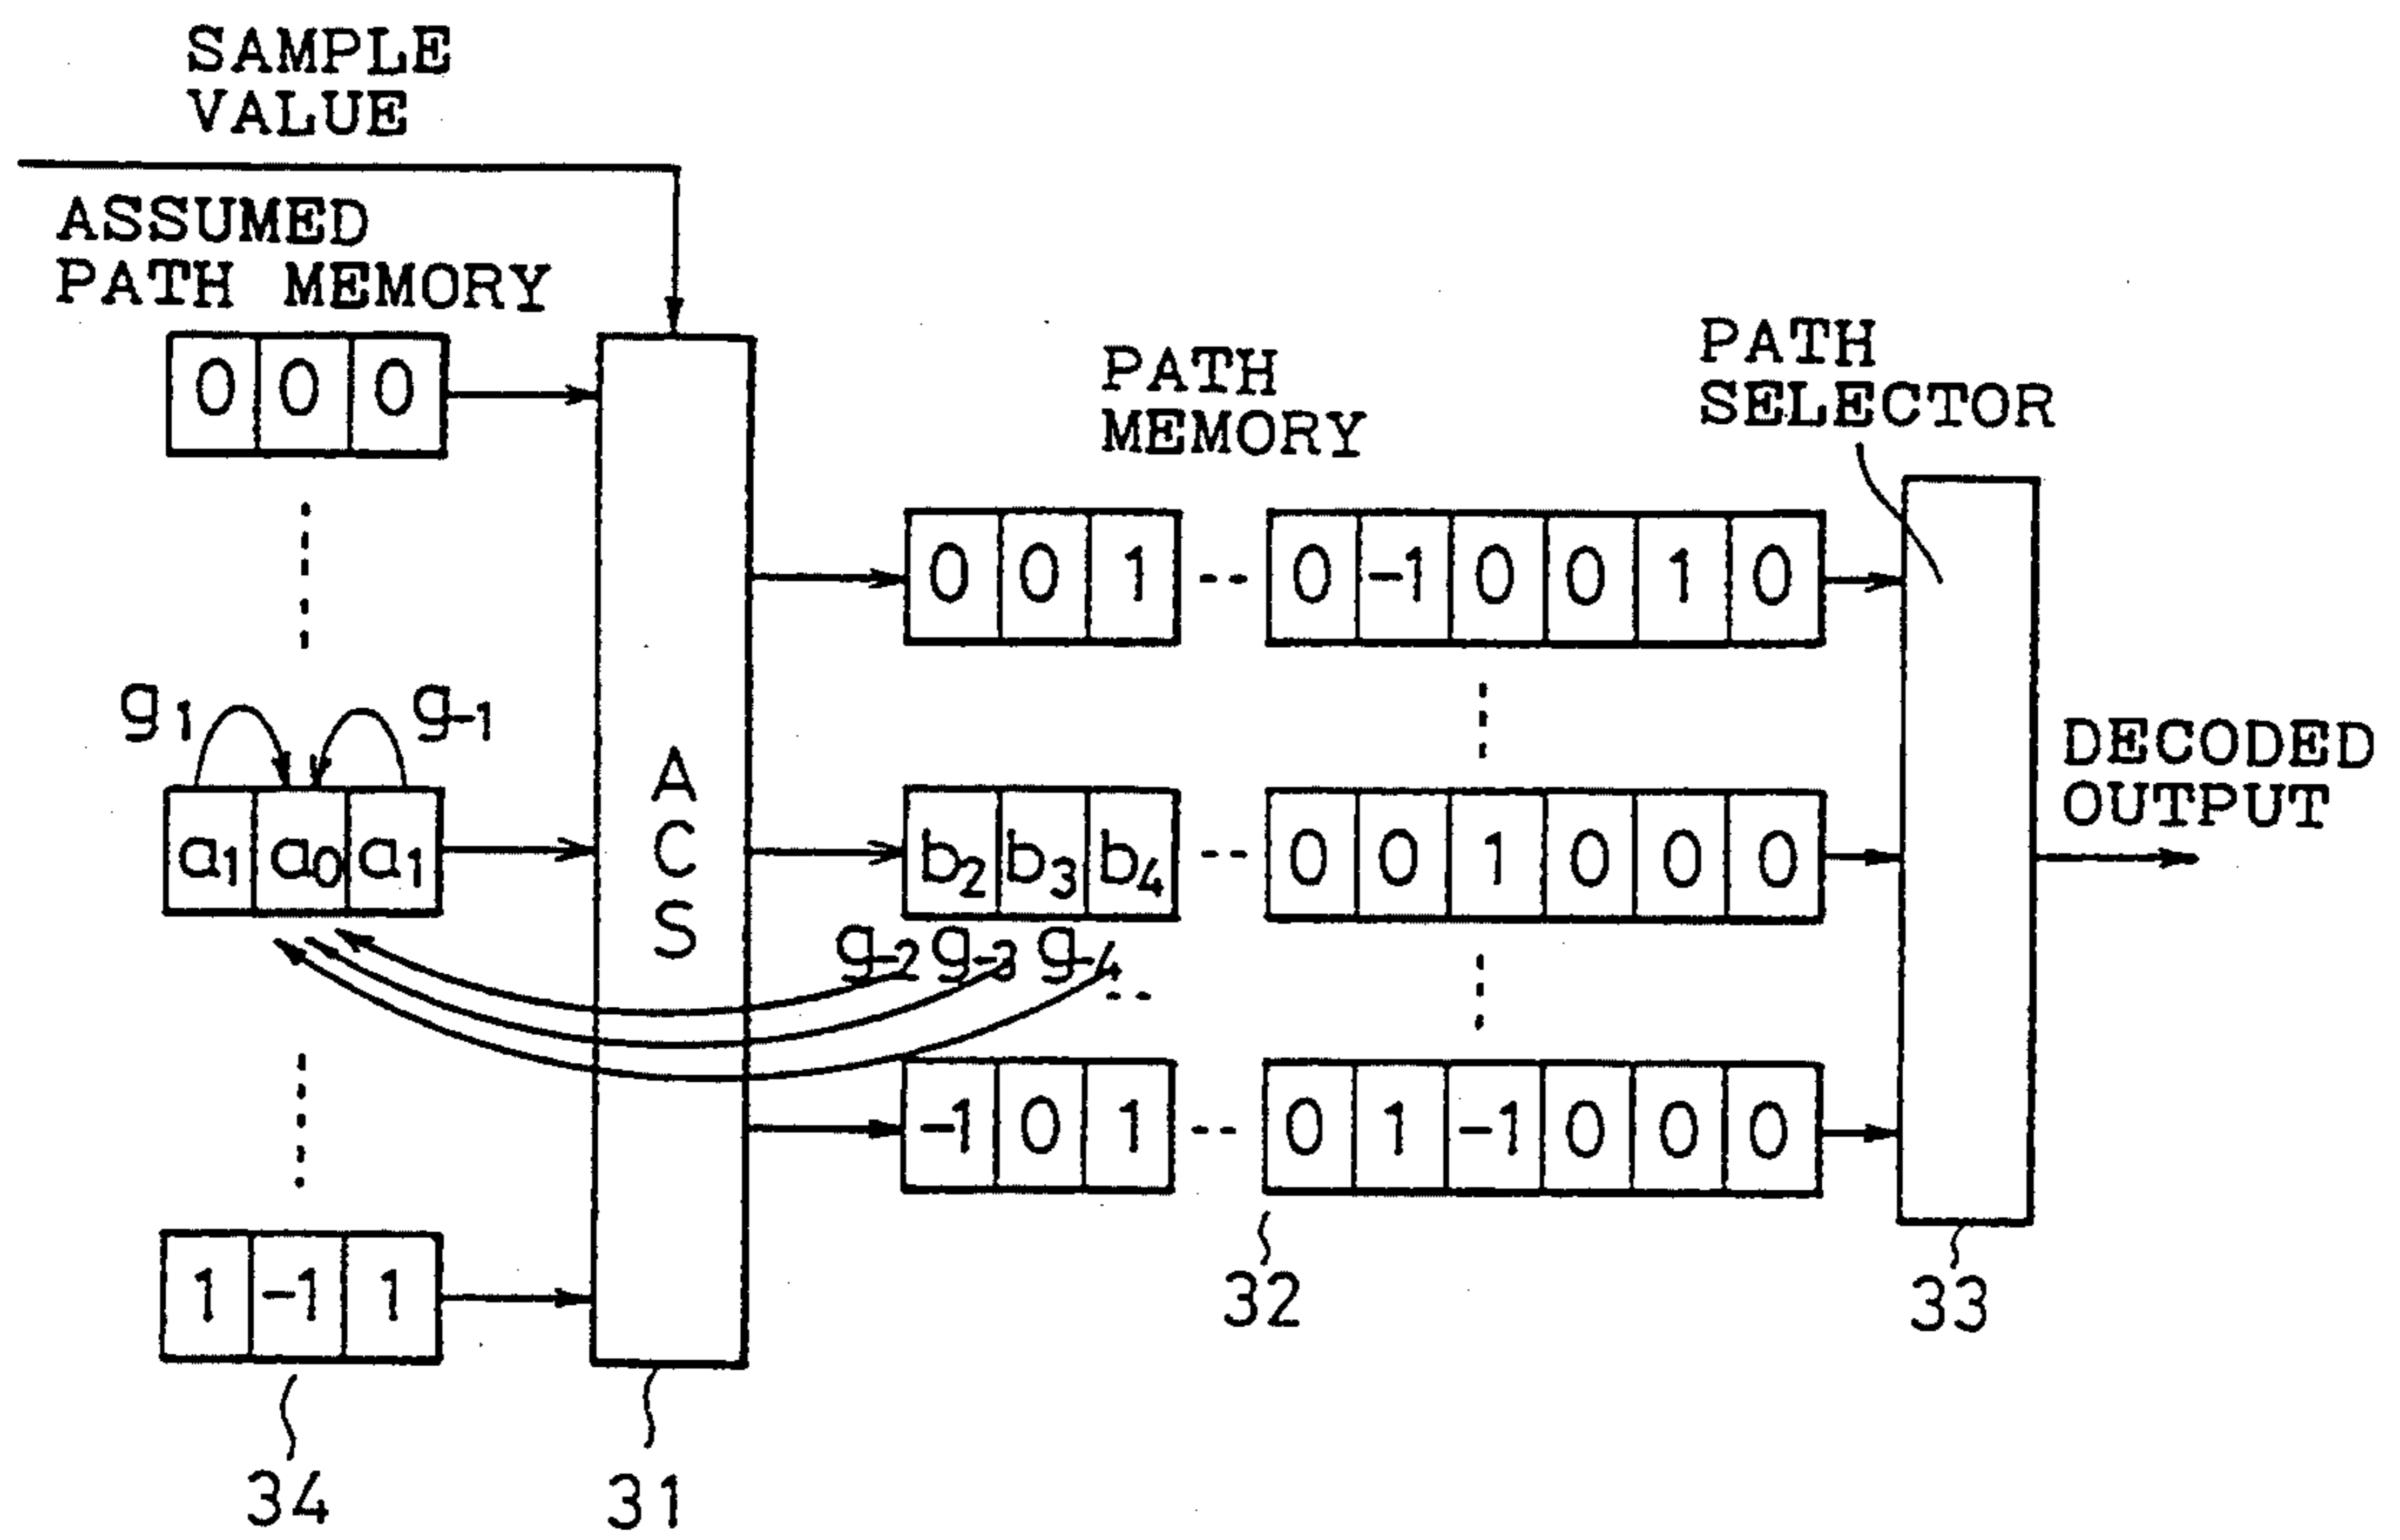 SAMPLE
VALUE
ASSUMED
PATH MEMORY
0 0 0
PATH
MEMORY
PATH
SELECTOR
0 0 1 -- 0 -1 0 0 1 0
g1 g-1
a1 a0 a1
A
C
S
b2 b3 b4 -- 0 0 1 0 0 0
DECODED
OUTPUT
g-2 g-3 g-4 --
-1 0 1 -- 0 1 -1 0 0 0
1 -1 1
32
33
34
31